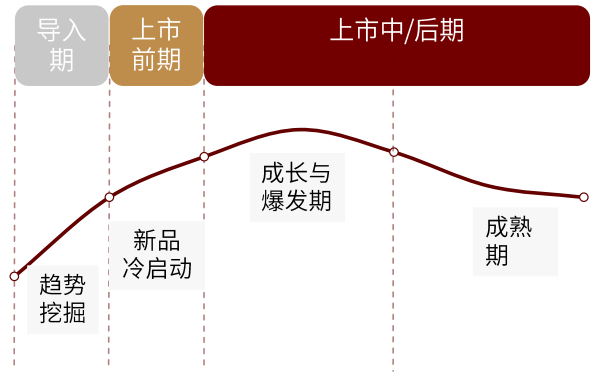 导入
期
上市
前期
上市中/后期
成长与
爆发期
新品
冷启动
成熟
期
趋势
挖掘